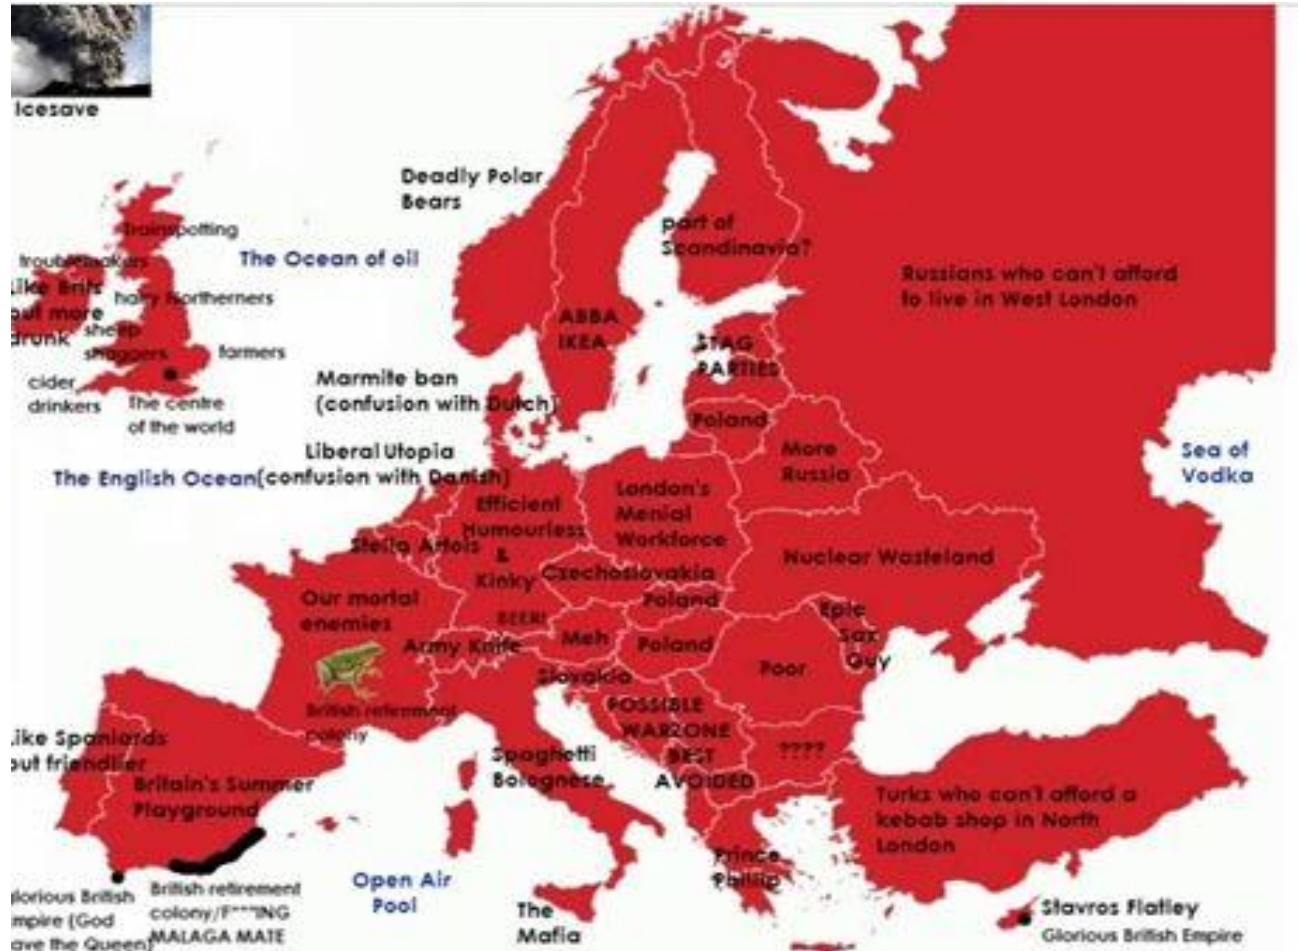 Icesave
Deadly Polar
Bears
Trainspotting
The Ocean of oil
part of
Scandinavia?
troublemakers
Like Brits
but more
drunk
hairy Northerners
Russians who can't afford
to live in West London
sheep
shaggers
farmers
ABBA
IKEA
STAG
PARTIES
cider
drinkers
The centre
of the world
Marmite ban
(confusion with Dutch)
Poland
More
Russia
Liberal Utopia
(confusion with Danish)
The English Ocean
Sea of
Vodka
Efficient
Humourless
&
Kinky
London's
Menial
Workforce
Stella Artois
Nuclear Wasteland
Czechoslovakia
Our mortal
enemies
BEER!
Poland
Epic
Sax
Guy
Army Knife
Meh
Poland
Poor
Slovakia
British retirement
colony
POSSIBLE
WARZONE
BEST
AVOIDED
????
Like Spaniards
but friendlier
Spaghetti
Bolognese
Britain's Summer
Playground
Turks who can't afford a
kebab shop in North
London
Prince
Phillip
Open Air
Pool
glorious British
mpire (God
ave the Queen)
British retirement
colony/F***ING
MALAGA MATE
The
Mafia
Stavros Flatley
Glorious British Empire